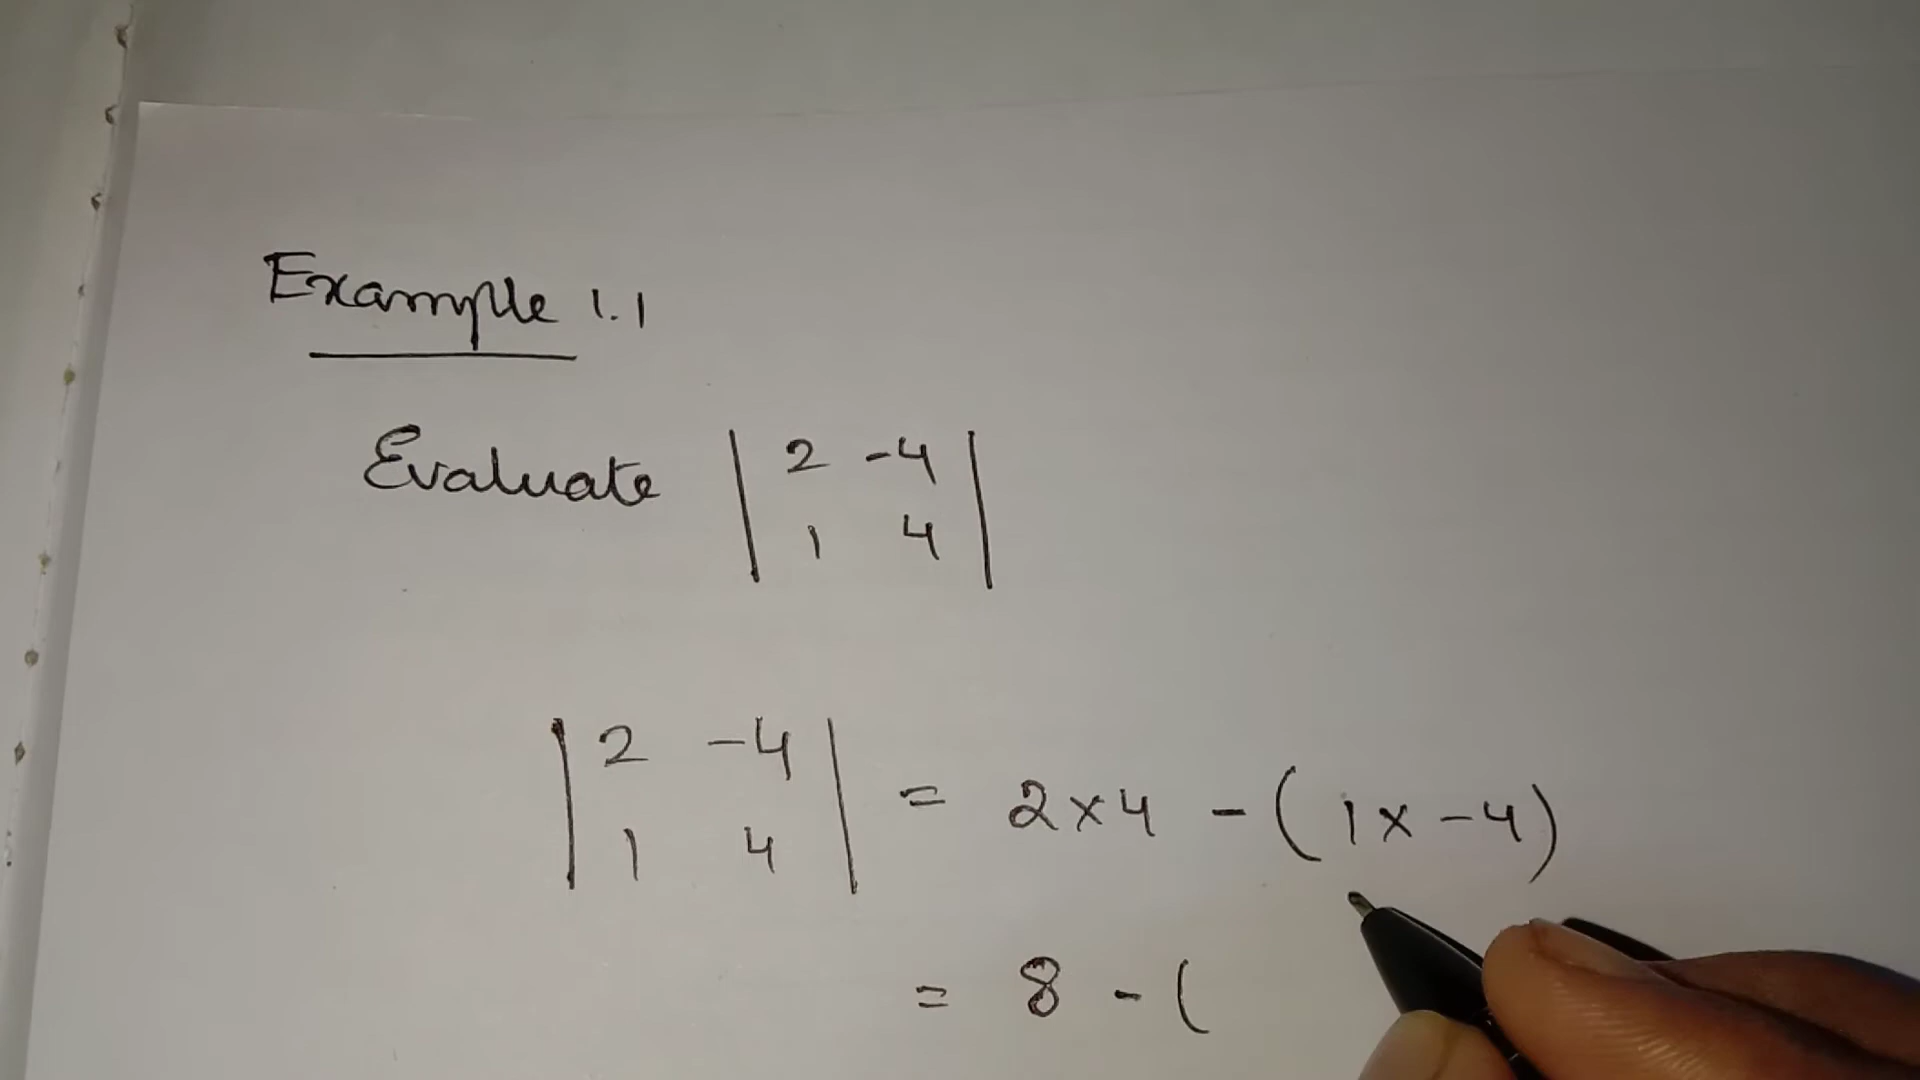 Example 1.1
Evaluate | 2 -4 |
| 1 4 |
| 2 -4 | = 2 × 4 - ( 1 × -4 )
| 1 4 |
= 8 - (